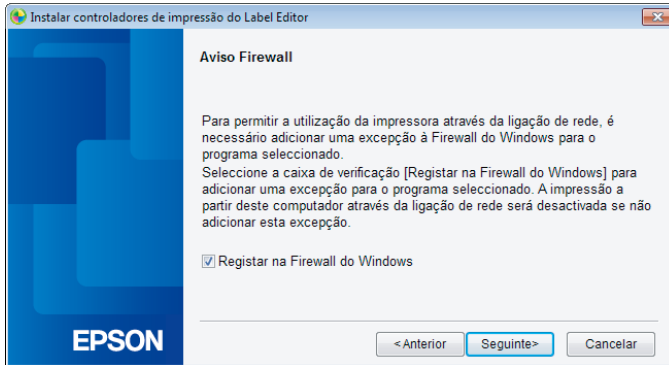 Instalar controladores de impressão do Label Editor
Aviso Firewall
Para permitir a utilização da impressora através da ligação de rede, é
necessário adicionar uma excepção à Firewall do Windows para o
programa seleccionado.
Seleccione a caixa de verificação [Registar na Firewall do Windows] para
adicionar uma excepção para o programa seleccionado. A impressão a
partir deste computador através da ligação de rede será desactivada se não
adicionar esta excepção.
Registar na Firewall do Windows
EPSON
<Anterior Seguinte> Cancelar